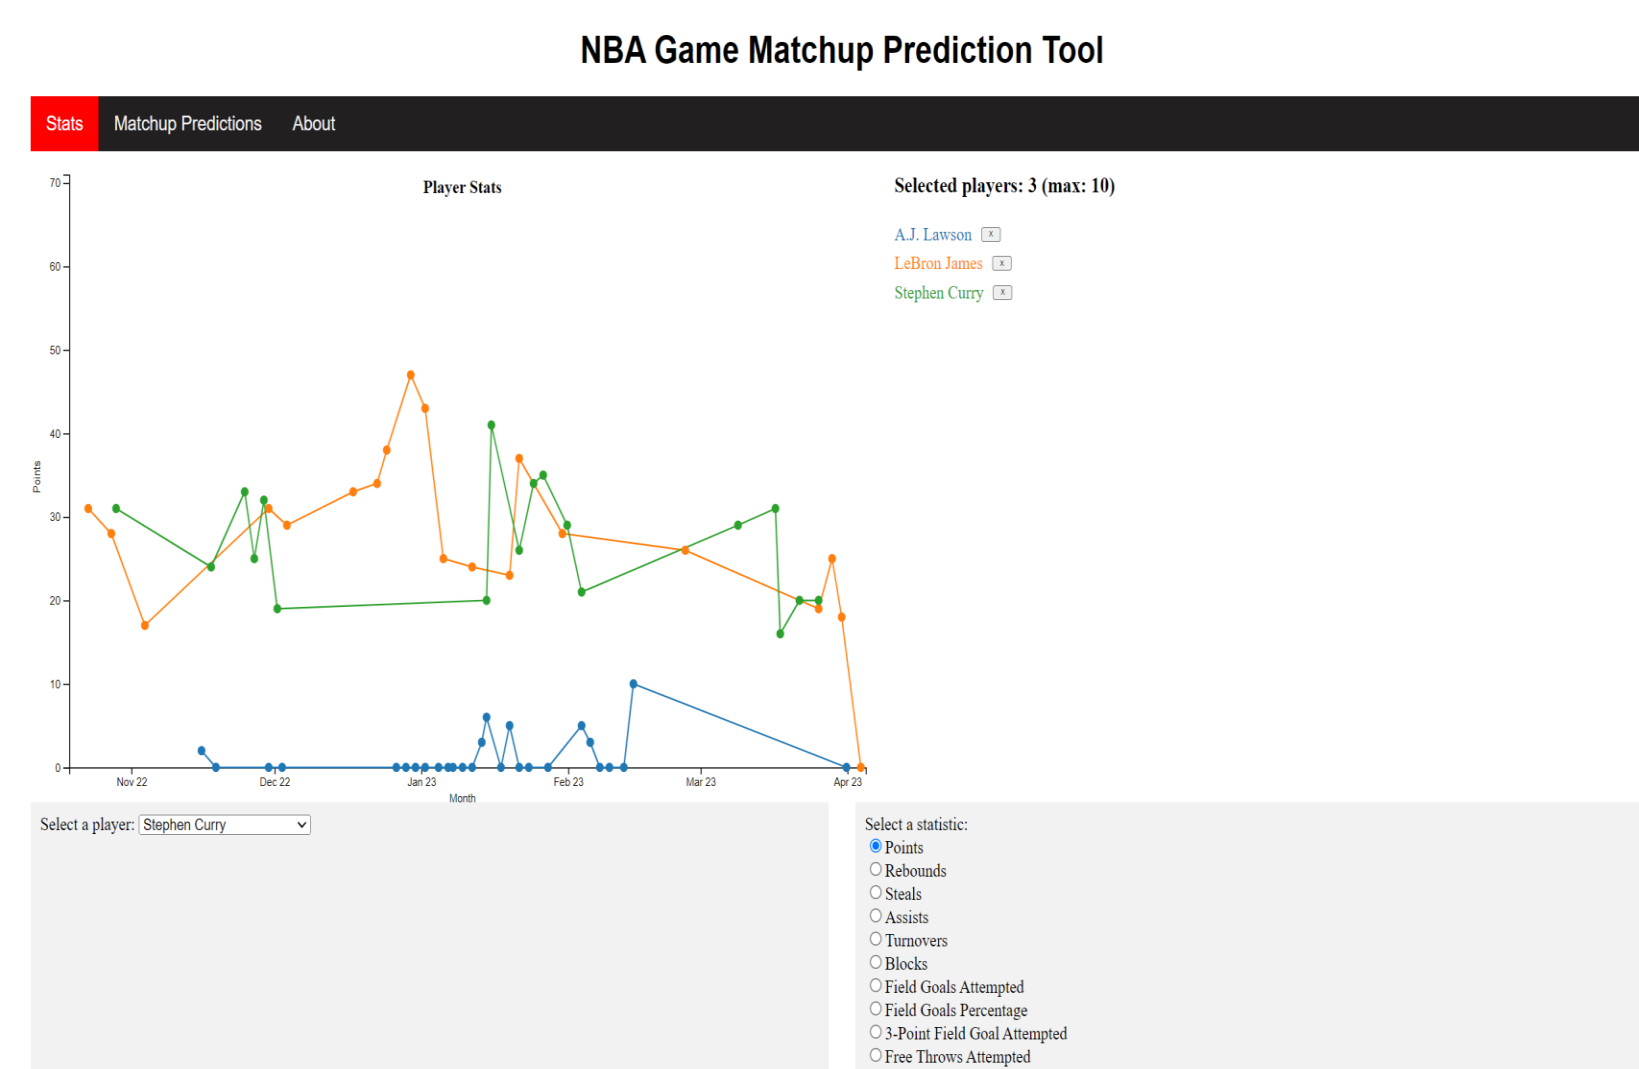 NBA Game Matchup Prediction Tool
Stats Matchup Predictions About
Player Stats
70
60
50
40
30
20
10
0
Points
Nov 22 Dec 22 Jan 23 Feb 23 Mar 23 Apr 23
Month
Selected players: 3 (max: 10)
A.J. Lawson x
LeBron James x
Stephen Curry x
Select a player: Stephen Curry
Select a statistic:
Points
Rebounds
Steals
Assists
Turnovers
Blocks
Field Goals Attempted
Field Goals Percentage
3-Point Field Goal Attempted
Free Throws Attempted